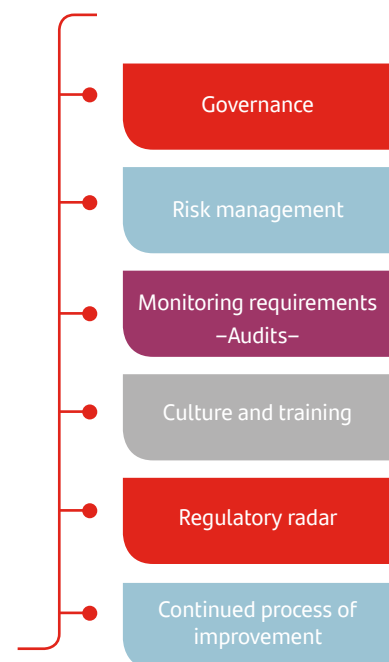 Governance
Risk management
Monitoring requirements
–Audits–
Culture and training
Regulatory radar
Continued process of
improvement